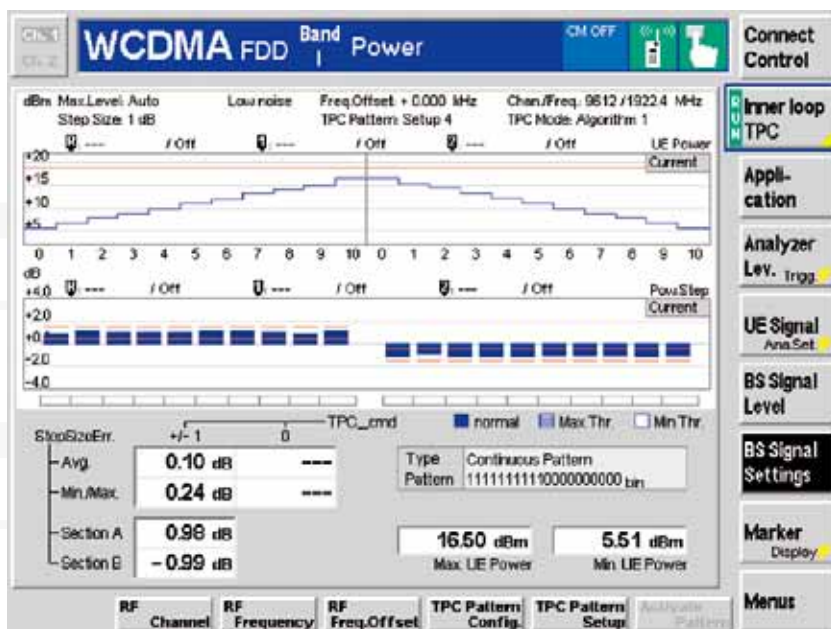 WCDMA FDD Band I Power
CM OFF
Connect Control
dBm Max.Level: Auto Low noise Freq.Offset: + 0.000 kHz Chan./Freq.: 9612 /1922.4 MHz
Step Size: 1 dB TPC Pattern: Setup 4 TPC Mode: Algorithm 1
--- / Off --- / Off --- / Off UE Power
Current
+20
+15
+10
+5
0 1 2 3 4 5 6 7 8 9 10 0 1 2 3 4 5 6 7 8 9 10
dB
+4.0 --- / Off --- / Off --- / Off Pow.Step
Current
+2.0
+0.
-2.0
-4.0
TPC_cmd normal Max.Thr. Min Thr.
StepSizeErr. +/- 1 0
Avg. 0.10 dB ---
Min./Max. 0.24 dB ---
Section A 0.98 dB
Section B - 0.99 dB
Type Continuous Pattern
Pattern 11111111110000000000 bin
16.50 dBm 5.51 dBm
Max. UE Power Min. UE Power
RUN
Inner loop TPC
Appli-cation
Analyzer Lev. Trigg.
UE Signal Ana.Set.
BS Signal Level
BS Signal Settings
Marker Display
Menus
RF Channel
RF Frequency
RF Freq.Offset
TPC Pattern Config.
TPC Pattern Setup
Activate Pattern